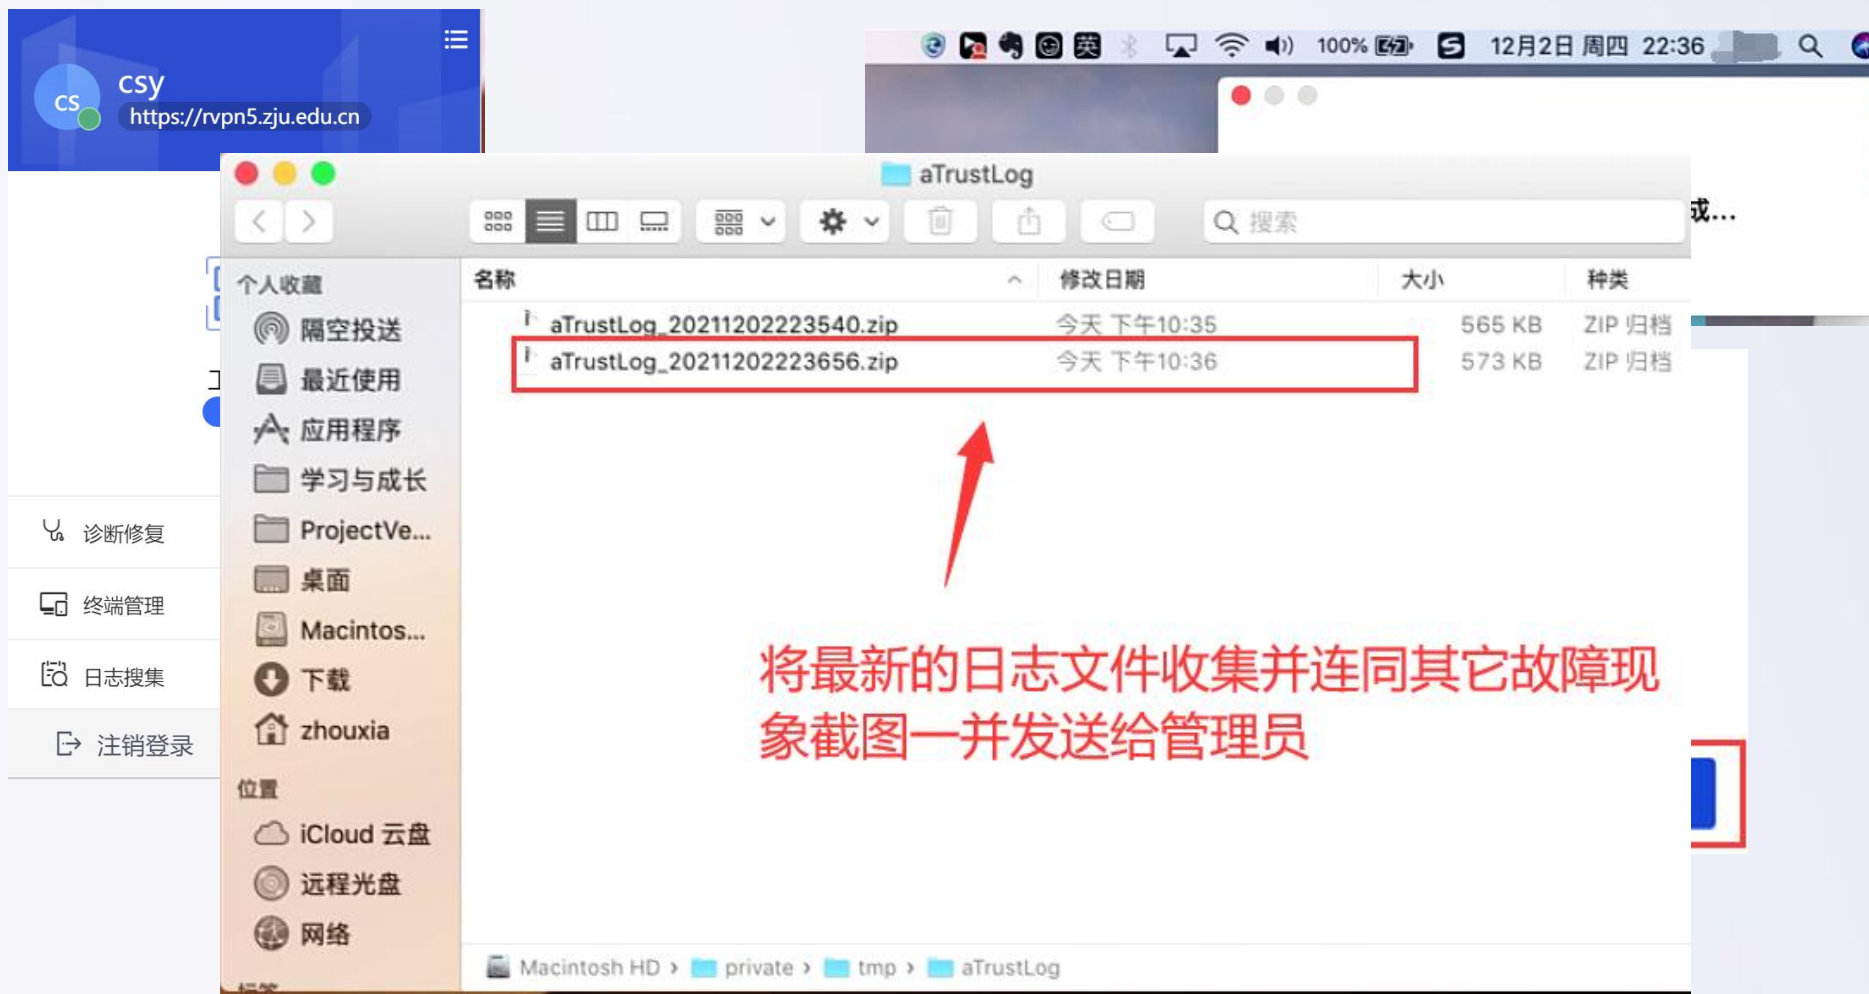 CS
csy
https://rvpn5.zju.edu.cn
诊断修复
终端管理
日志搜集
注销登录
英
100%
12月2日 周四 22:36
成...
aTrustLog
搜索
个人收藏
隔空投送
最近使用
应用程序
学习与成长
ProjectVe...
桌面
Macintos...
下载
zhouxia
位置
iCloud 云盘
远程光盘
网络
名称 修改日期 大小 种类
aTrustLog_20211202223540.zip 今天 下午10:35 565 KB ZIP 归档
aTrustLog_20211202223656.zip 今天 下午10:36 573 KB ZIP 归档
将最新的日志文件收集并连同其它故障现
象截图一并发送给管理员
Macintosh HD › private › tmp › aTrustLog